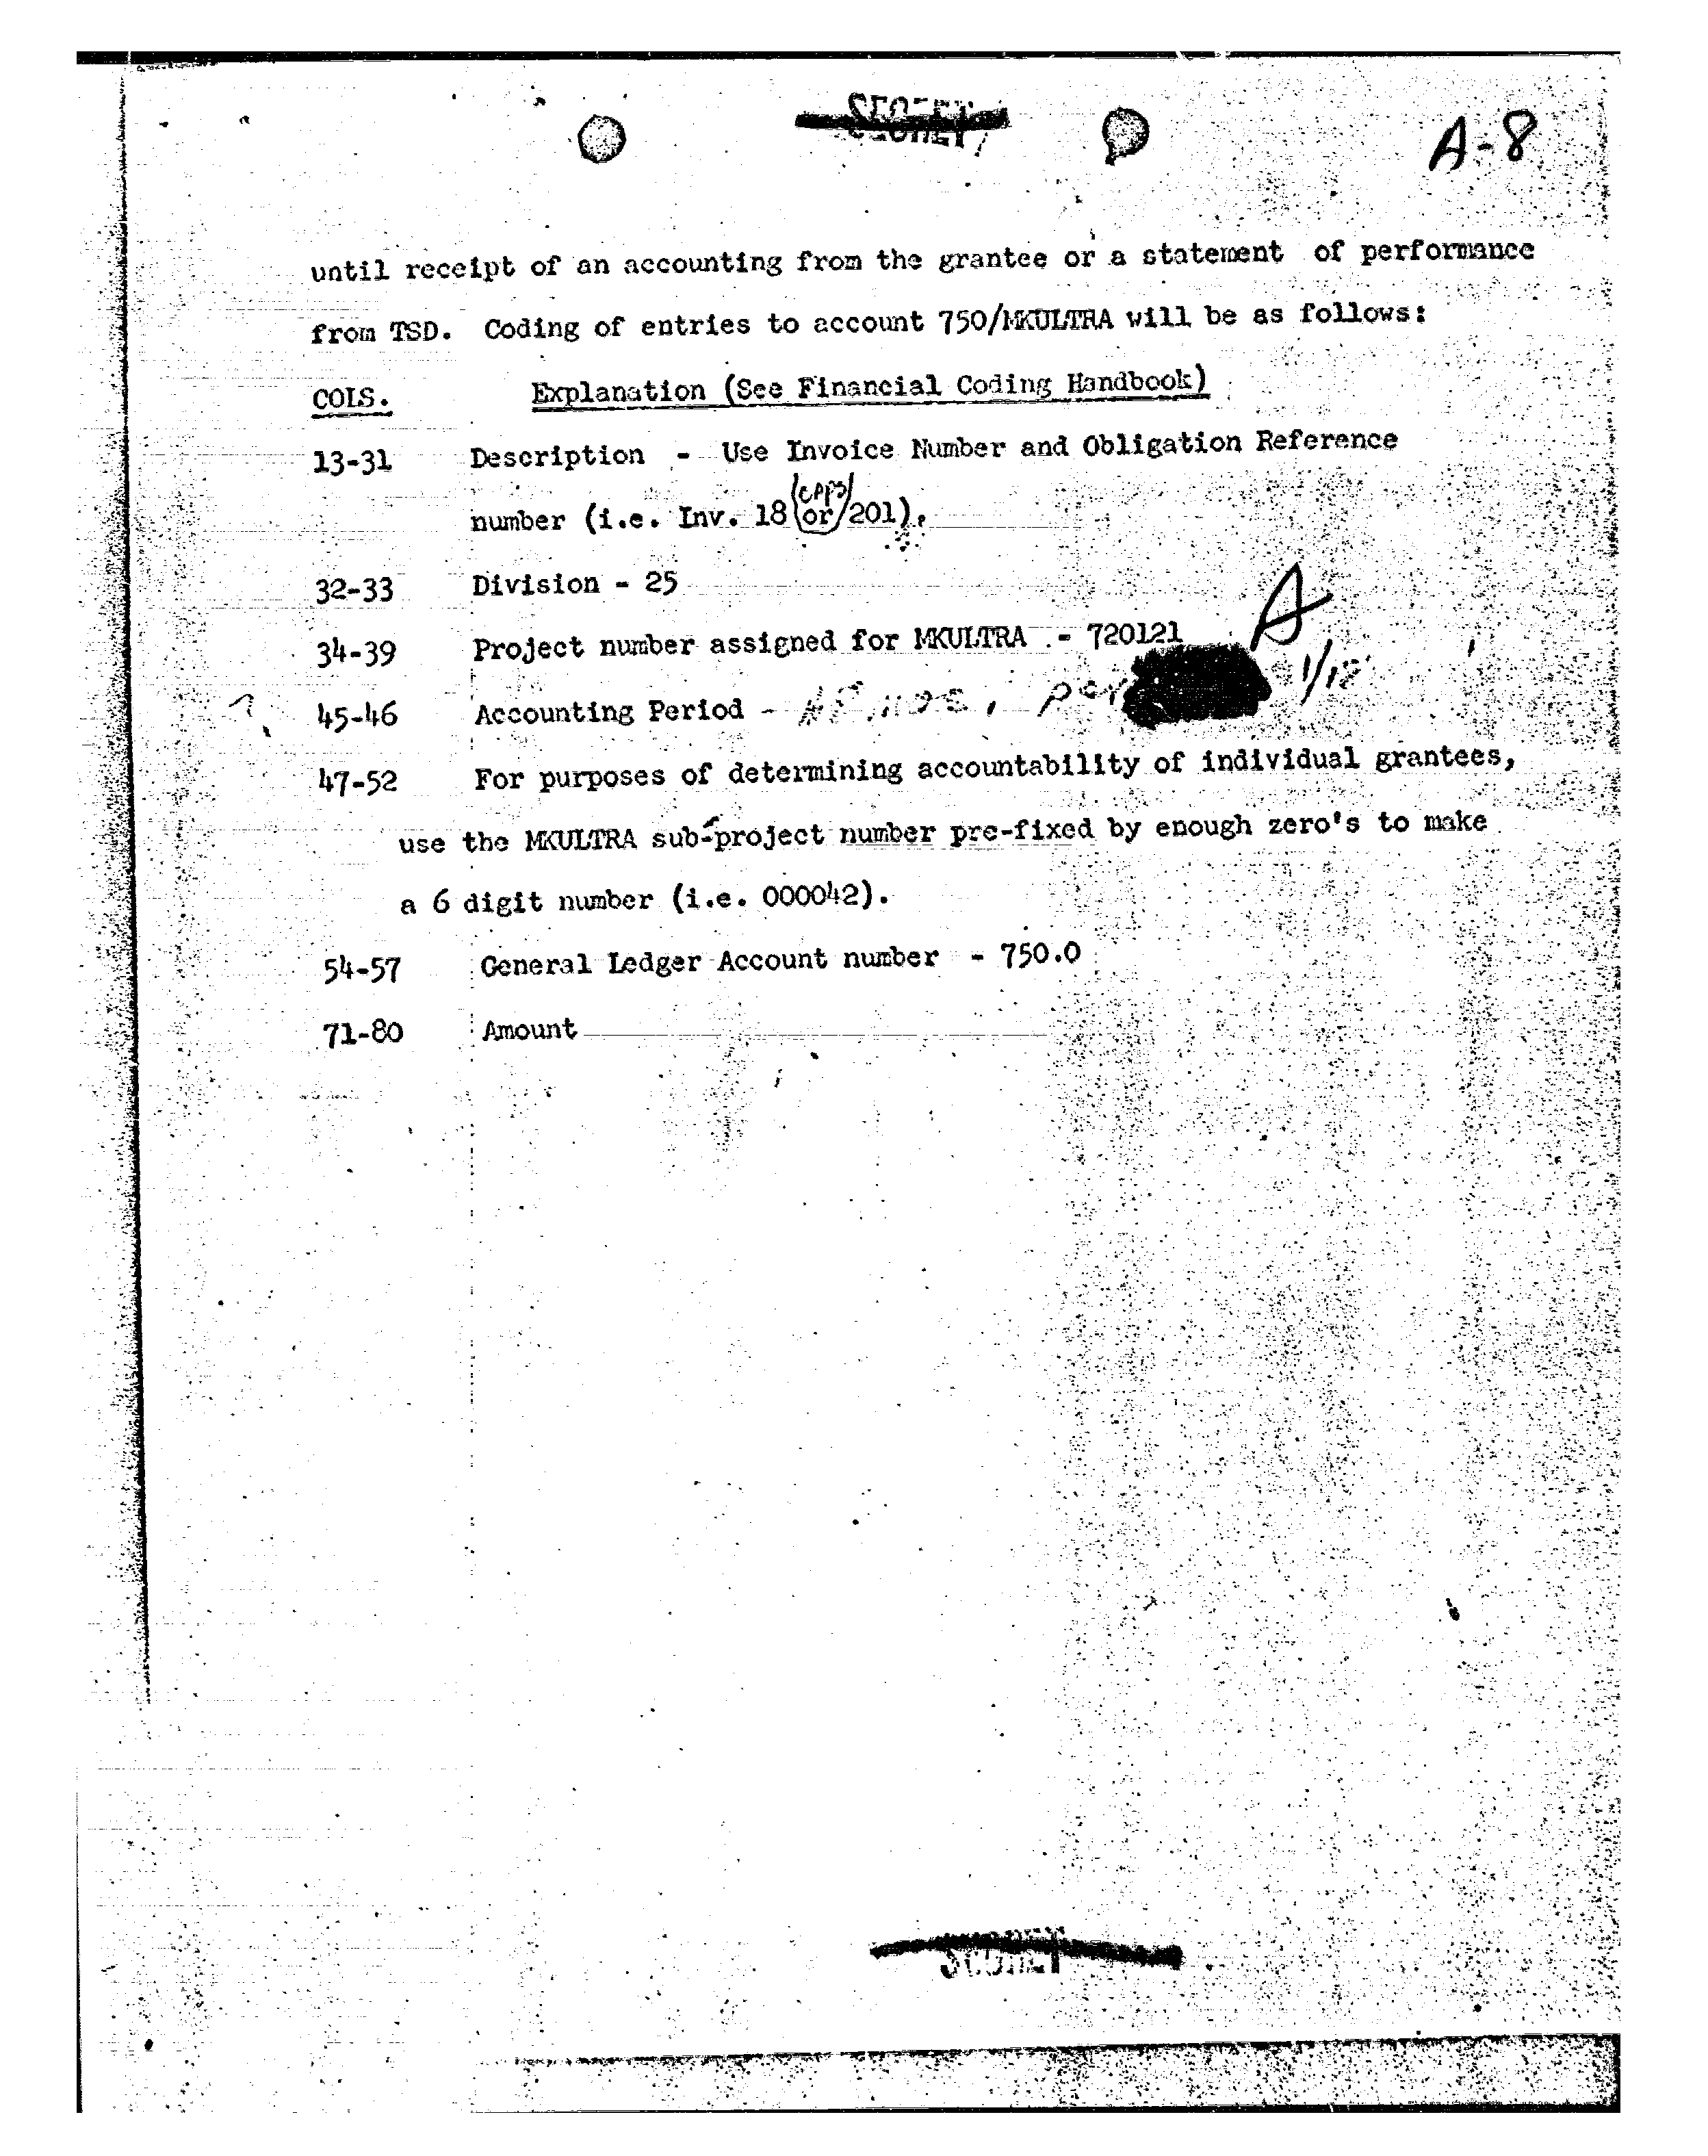 SECRET
A-8
until receipt of an accounting from the grantee or a statement of performance
from TSD. Coding of entries to account 750/MKULTRA will be as follows:
COLS. Explanation (See Financial Coding Handbook)
13-31 Description - Use Invoice Number and Obligation Reference
number (i.e. Inv. 18 or 201).
32-33 Division - 25
34-39 Project number assigned for MKULTRA - 720121
A
45-46 Accounting Period - 1/12
47-52 For purposes of determining accountability of individual grantees,
use the MKULTRA sub-project number pre-fixed by enough zero's to make
a 6 digit number (i.e. 000042).
54-57 General Ledger Account number - 750.0
71-80 Amount
SECRET